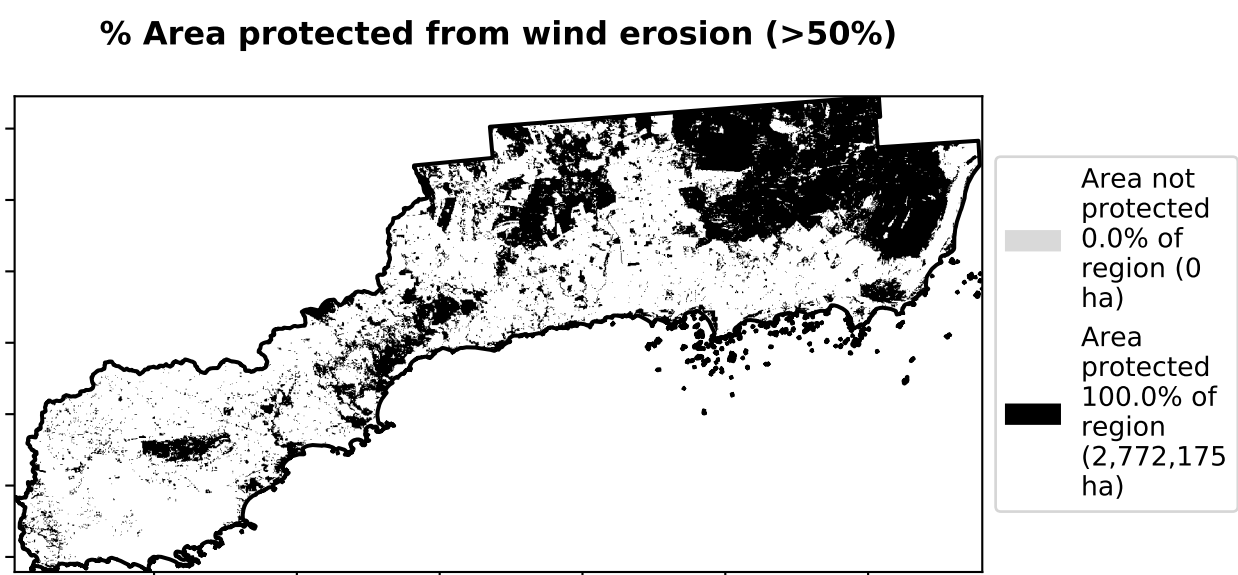 % Area protected from wind erosion (>50%)
Area not
protected
0.0% of
region (0
ha)
Area
protected
100.0% of
region
(2,772,175
ha)